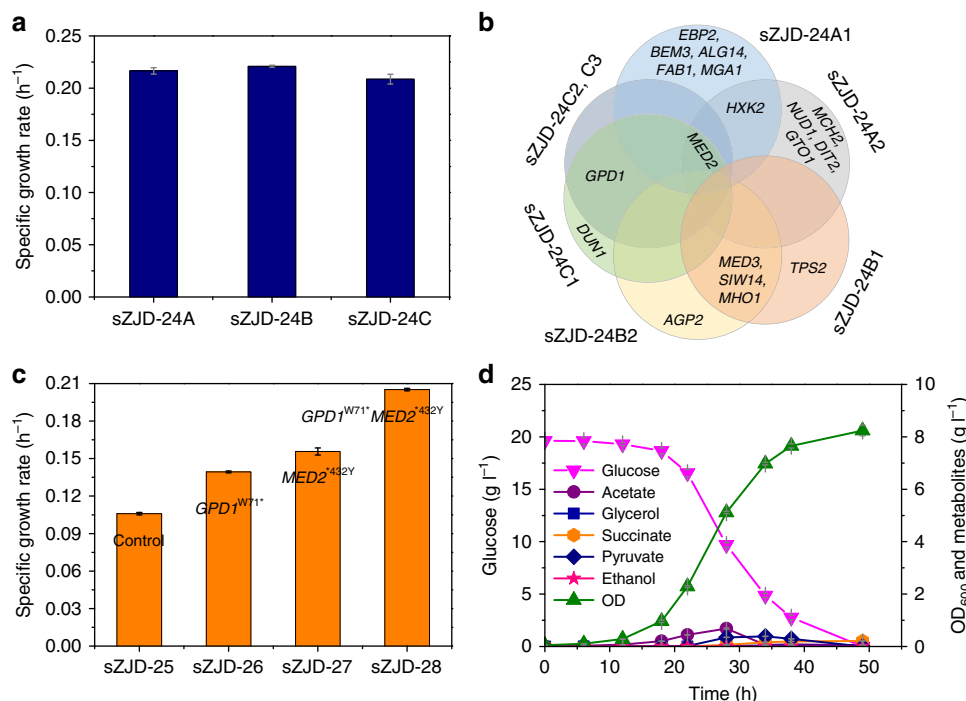 a
Specific growth rate (h⁻¹)
0.25
0.20
0.15
0.10
0.05
0.00
sZJD-24A
sZJD-24B
sZJD-24C
b
sZJD-24A1
sZJD-24A2
sZJD-24B1
sZJD-24B2
sZJD-24C1
sZJD-24C2, C3
EBP2,
BEM3, ALG14,
FAB1, MGA1
HXK2
MCH2,
NUD1, DIT2,
GTO1
MED2
GPD1
DUN1
MED3,
SIW14,
MHO1
TPS2
AGP2
c
Specific growth rate (h⁻¹)
0.21
0.18
0.15
0.12
0.09
0.06
0.03
0.00
Control
GPD1^W71*
MED2^*432Y
GPD1^W71* MED2^*432Y
sZJD-25
sZJD-26
sZJD-27
sZJD-28
d
Glucose (g l⁻¹)
25
20
15
10
5
0
Glucose
Acetate
Glycerol
Succinate
Pyruvate
Ethanol
OD
10
8
6
4
2
0
OD₆₀₀ and metabolites (g l⁻¹)
0
10
20
30
40
50
Time (h)